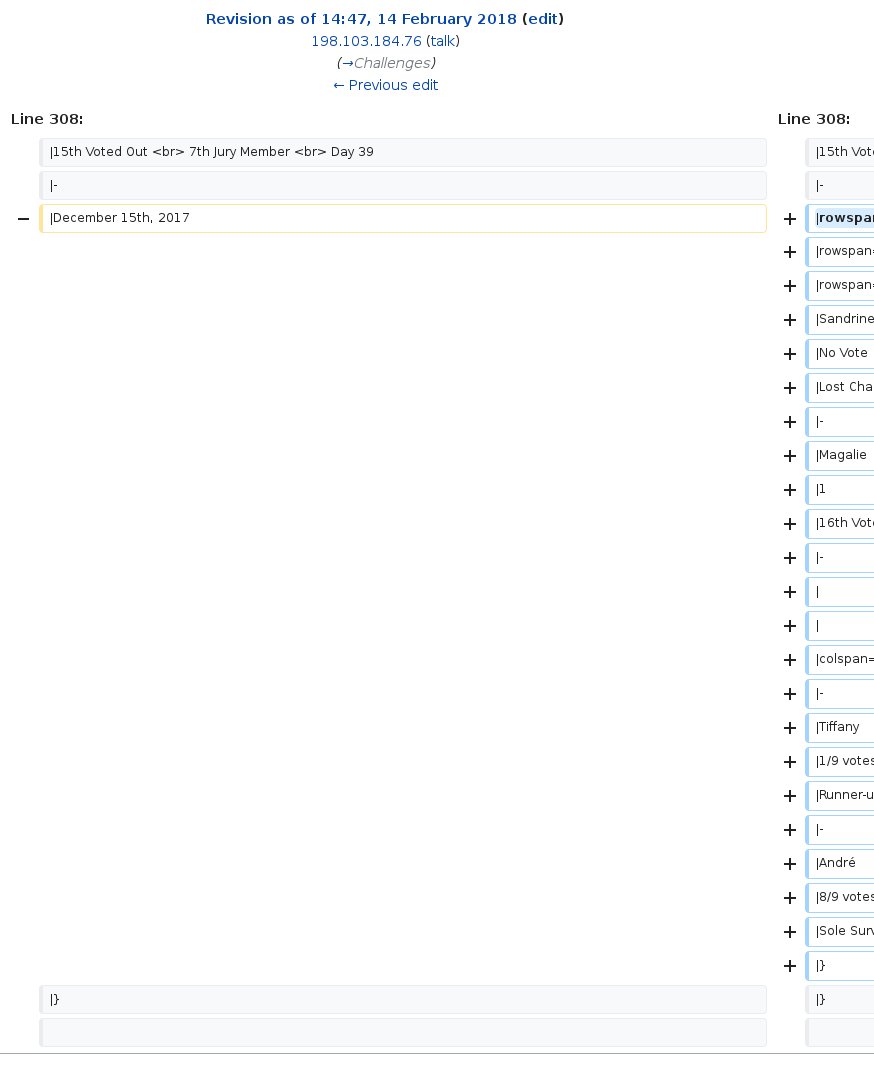 Revision as of 14:47, 14 February 2018 (edit)
198.103.184.76 (talk)
(→Challenges)
← Previous edit
Line 308: Line 308:
|15th Voted Out <br> 7th Jury Member <br> Day 39 |15th Vot
|- |-
− |December 15th, 2017 + |rowspa
+ |rowspan=
+ |rowspan=
+ |Sandrine
+ |No Vote
+ |Lost Cha
+ |-
+ |Magalie
+ |1
+ |16th Vot
+ |-
+ |
+ |
+ |colspan=
+ |-
+ |Tiffany
+ |1/9 votes
+ |Runner-u
+ |-
+ |André
+ |8/9 votes
+ |Sole Surv
+ |}
|} |}